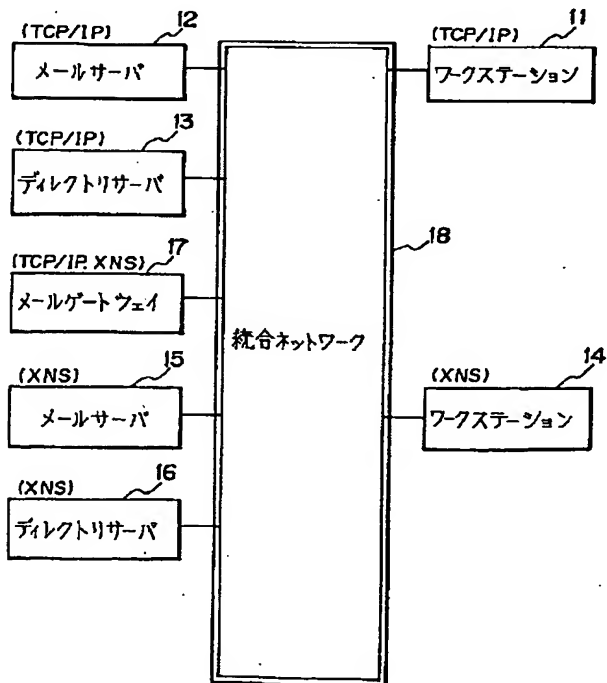 (TCP/IP)
12
メールサーバ
(TCP/IP)
13
ディレクトリサーバ
(TCP/IP, XNS)
17
メールゲートウェイ
(XNS)
15
メールサーバ
(XNS)
16
ディレクトリサーバ
統合ネットワーク
(TCP/IP)
11
ワークステーション
18
(XNS)
14
ワークステーション